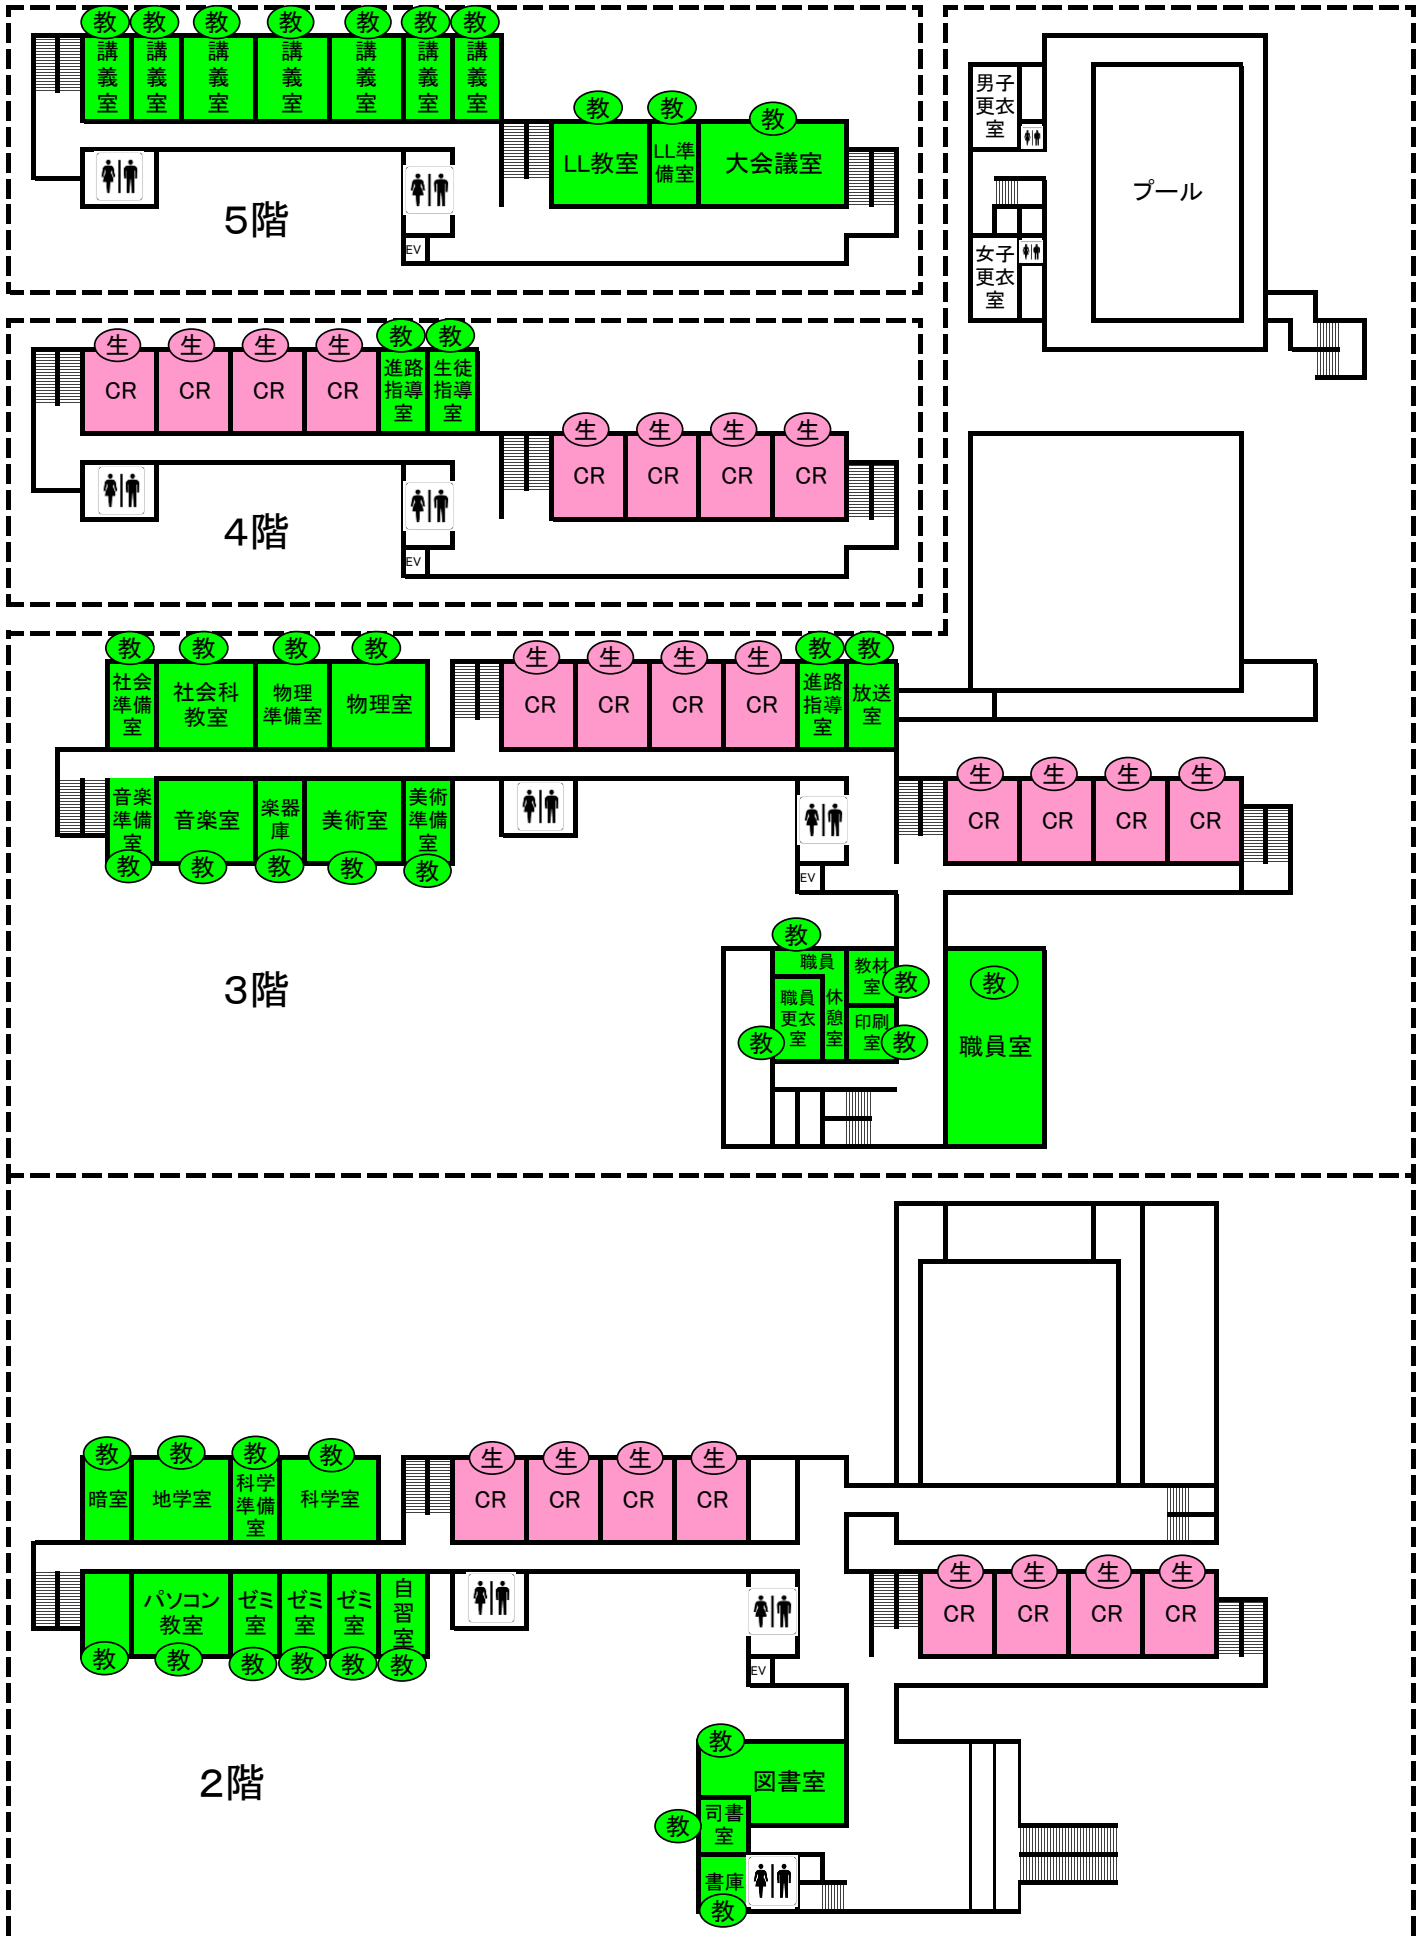 教 教 教 教 教 教 教
講義室 講義室 講義室 講義室 講義室 講義室 講義室
教 教 教
LL教室 LL準備室 大会議室
5階
EV
男子更衣室
プール
女子更衣室
生 生 生 生 教 教
CR CR CR CR 進路指導室 生徒指導室
生 生 生 生
CR CR CR CR
4階
EV
教 教 教 教 生 生 生 生 教 教
社会準備室 社会科教室 物理準備室 物理室 CR CR CR CR 進路指導室 放送室
生 生 生 生
音楽準備室 音楽室 楽器庫 美術室 美術準備室 CR CR CR CR
教 教 教 教 教
EV
教
職員休憩室 教材室 教
教
3階
職員更衣室 印刷室 教
教
職員室
教 教 教 教 生 生 生 生
暗室 地学室 科学準備室 科学室 CR CR CR CR
生 生 生 生
パソコン教室 ゼミ室 ゼミ室 ゼミ室 自習室 CR CR CR CR
教 教 教 教 教 教
EV
教
2階
図書室
教 司書室
書庫
教